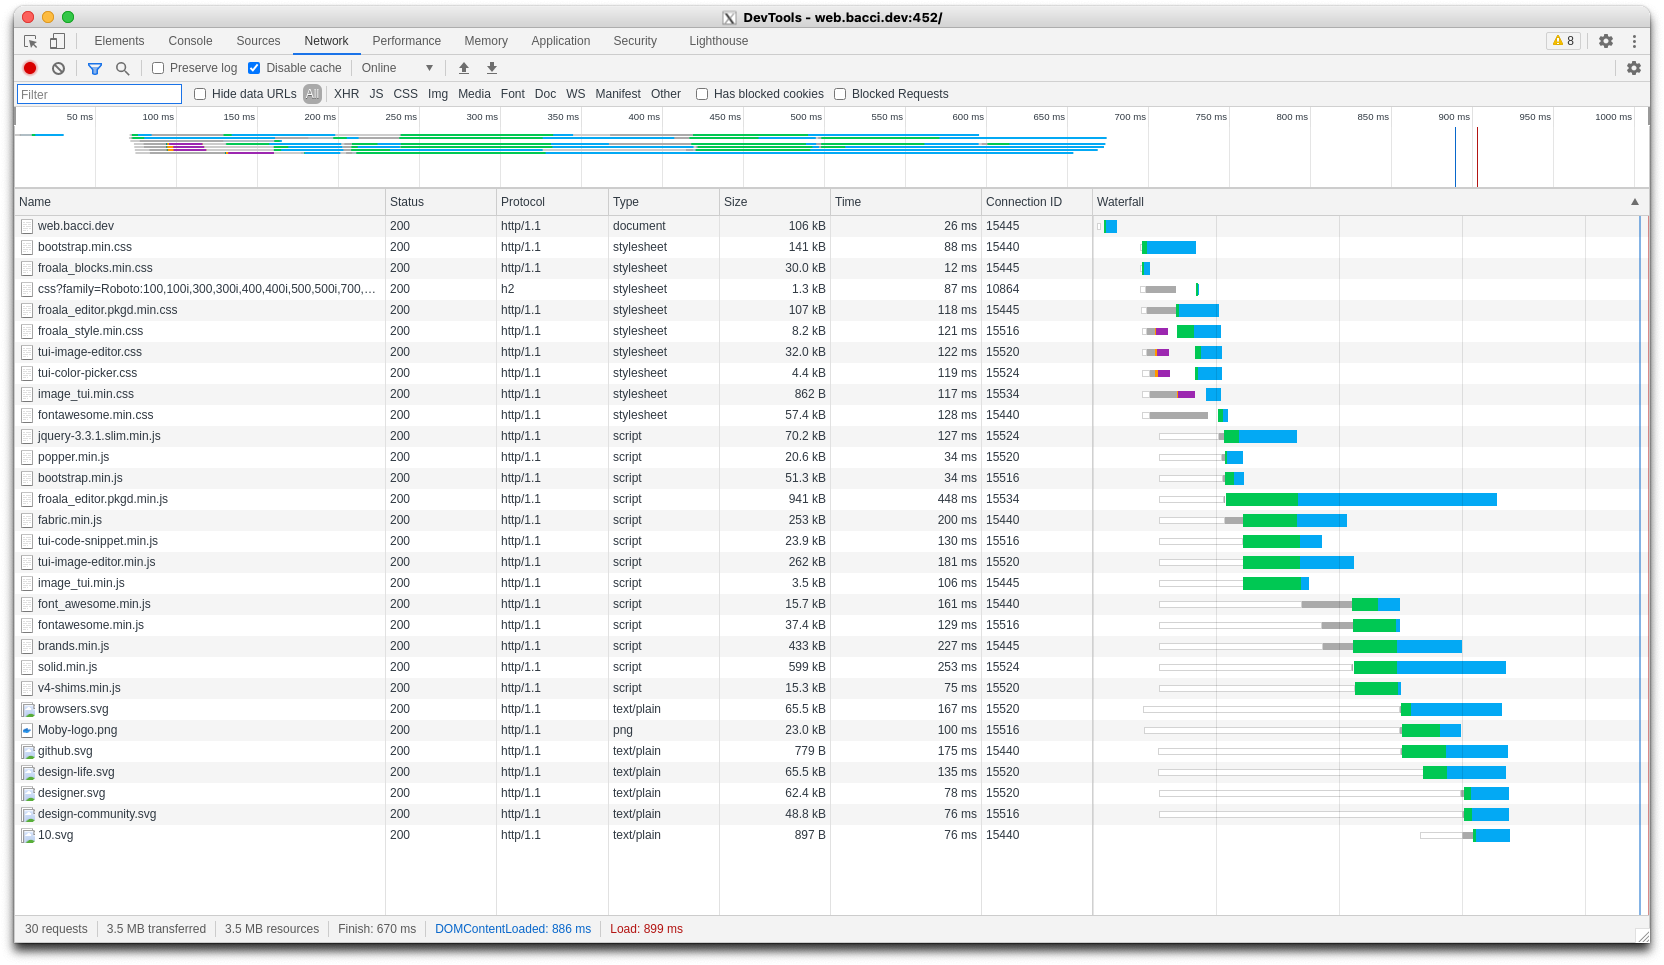 DevTools - web.bacci.dev:452/
Elements Console Sources Network Performance Memory Application Security Lighthouse 8
Preserve log Disable cache Online
Filter Hide data URLs All XHR JS CSS Img Media Font Doc WS Manifest Other Has blocked cookies Blocked Requests
50 ms 100 ms 150 ms 200 ms 250 ms 300 ms 350 ms 400 ms 450 ms 500 ms 550 ms 600 ms 650 ms 700 ms 750 ms 800 ms 850 ms 900 ms 950 ms 1000 ms
Name Status Protocol Type Size Time Connection ID Waterfall
web.bacci.dev 200 http/1.1 document 106 kB 26 ms 15445
bootstrap.min.css 200 http/1.1 stylesheet 141 kB 88 ms 15440
froala_blocks.min.css 200 http/1.1 stylesheet 30.0 kB 12 ms 15445
css?family=Roboto:100,100i,300,300i,400,400i,500,500i,700,... 200 h2 stylesheet 1.3 kB 87 ms 10864
froala_editor.pkgd.min.css 200 http/1.1 stylesheet 107 kB 118 ms 15445
froala_style.min.css 200 http/1.1 stylesheet 8.2 kB 121 ms 15516
tui-image-editor.css 200 http/1.1 stylesheet 32.0 kB 122 ms 15520
tui-color-picker.css 200 http/1.1 stylesheet 4.4 kB 119 ms 15524
image_tui.min.css 200 http/1.1 stylesheet 862 B 117 ms 15534
fontawesome.min.css 200 http/1.1 stylesheet 57.4 kB 128 ms 15440
jquery-3.3.1.slim.min.js 200 http/1.1 script 70.2 kB 127 ms 15524
popper.min.js 200 http/1.1 script 20.6 kB 34 ms 15520
bootstrap.min.js 200 http/1.1 script 51.3 kB 34 ms 15516
froala_editor.pkgd.min.js 200 http/1.1 script 941 kB 448 ms 15534
fabric.min.js 200 http/1.1 script 253 kB 200 ms 15440
tui-code-snippet.min.js 200 http/1.1 script 23.9 kB 130 ms 15516
tui-image-editor.min.js 200 http/1.1 script 262 kB 181 ms 15520
image_tui.min.js 200 http/1.1 script 3.5 kB 106 ms 15445
font_awesome.min.js 200 http/1.1 script 15.7 kB 161 ms 15440
fontawesome.min.js 200 http/1.1 script 37.4 kB 129 ms 15516
brands.min.js 200 http/1.1 script 433 kB 227 ms 15445
solid.min.js 200 http/1.1 script 599 kB 253 ms 15524
v4-shims.min.js 200 http/1.1 script 15.3 kB 75 ms 15520
browsers.svg 200 http/1.1 text/plain 65.5 kB 167 ms 15520
Moby-logo.png 200 http/1.1 png 23.0 kB 100 ms 15516
github.svg 200 http/1.1 text/plain 779 B 175 ms 15440
design-life.svg 200 http/1.1 text/plain 65.5 kB 135 ms 15520
designer.svg 200 http/1.1 text/plain 62.4 kB 78 ms 15520
design-community.svg 200 http/1.1 text/plain 48.8 kB 76 ms 15516
10.svg 200 http/1.1 text/plain 897 B 76 ms 15440
30 requests 3.5 MB transferred 3.5 MB resources Finish: 670 ms DOMContentLoaded: 886 ms Load: 899 ms